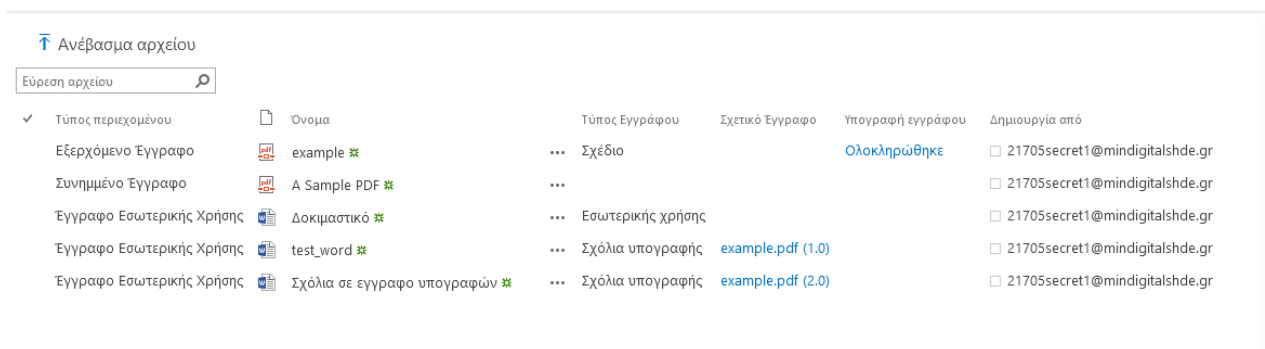 Ανέβασμα αρχείου
Εύρεση αρχείου
Τύπος περιεχομένου Όνομα Τύπος Εγγράφου Σχετικό Έγγραφο Υπογραφή εγγράφου Δημιουργία από
Εξερχόμενο Έγγραφο example ... Σχέδιο Ολοκληρώθηκε 21705secret1@mindigitalshde.gr
Συνημμένο Έγγραφο A Sample PDF ... 21705secret1@mindigitalshde.gr
Έγγραφο Εσωτερικής Χρήσης Δοκιμαστικό ... Εσωτερικής χρήσης 21705secret1@mindigitalshde.gr
Έγγραφο Εσωτερικής Χρήσης test_word ... Σχόλια υπογραφής example.pdf (1.0) 21705secret1@mindigitalshde.gr
Έγγραφο Εσωτερικής Χρήσης Σχόλια σε εγγραφο υπογραφών ... Σχόλια υπογραφής example.pdf (2.0) 21705secret1@mindigitalshde.gr